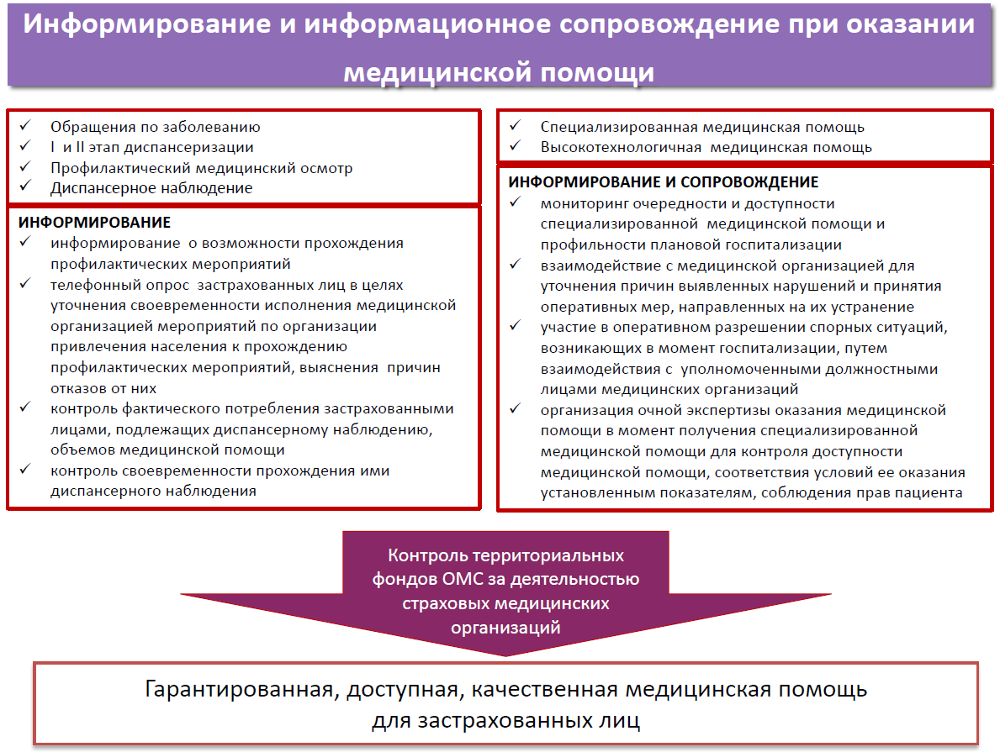 Информирование и информационное сопровождение при оказании
медицинской помощи
✓ Обращения по заболеванию
✓ I и II этап диспансеризации
✓ Профилактический медицинский осмотр
✓ Диспансерное наблюдение
ИНФОРМИРОВАНИЕ
✓ информирование о возможности прохождения
профилактических мероприятий
✓ телефонный опрос застрахованных лиц в целях
уточнения своевременности исполнения медицинской
организацией мероприятий по организации
привлечения населения к прохождению
профилактических мероприятий, выяснения причин
отказов от них
✓ контроль фактического потребления застрахованными
лицами, подлежащих диспансерному наблюдению,
объемов медицинской помощи
✓ контроль своевременности прохождения ими
диспансерного наблюдения
✓ Специализированная медицинская помощь
✓ Высокотехнологичная медицинская помощь
ИНФОРМИРОВАНИЕ И СОПРОВОЖДЕНИЕ
✓ мониторинг очередности и доступности
специализированной медицинской помощи и
профильности плановой госпитализации
✓ взаимодействие с медицинской организацией для
уточнения причин выявленных нарушений и принятия
оперативных мер, направленных на их устранение
✓ участие в оперативном разрешении спорных ситуаций,
возникающих в момент госпитализации, путем
взаимодействия с уполномоченными должностными
лицами медицинских организаций
✓ организация очной экспертизы оказания медицинской
помощи в момент получения специализированной
медицинской помощи для контроля доступности
медицинской помощи, соответствия условий ее оказания
установленным показателям, соблюдения прав пациента
Контроль территориальных
фондов ОМС за деятельностью
страховых медицинских
организаций
Гарантированная, доступная, качественная медицинская помощь
для застрахованных лиц